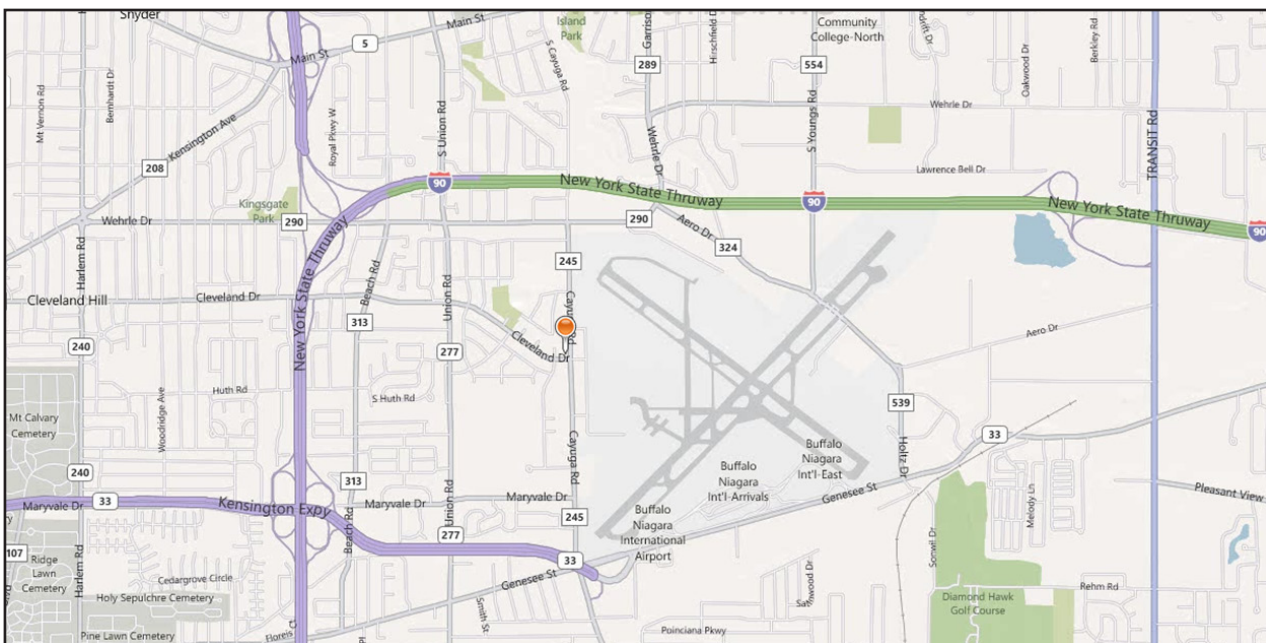 Snyder
Main St
Island
Park
Community
College-North
5
Main St
S Cayuga Rd
289
Hirschfield D
554
Oakwood Dr
Berkley Rd
Mt Vernon Rd
Bernhardt Dr
Kensington Ave
Royal Pkwy W
S Union Rd
Wehrle Dr
S Youngs Rd
Wehrle Dr
TRANSIT Rd
208
Lawrence Bell Dr
90
New York State Thruway
90
New York State Thruway
90
Kingsgate
Park
Wehrle Dr
290
290
Aero Dr
324
Harlem Rd
New York State Thruway
Beach Rd
Union Rd
245
Cleveland Hill
Cleveland Dr
313
Cleveland Dr
Aero Dr
240
277
Huth Rd
S Huth Rd
Woodridge Ave
539
Mt Calvary
Cemetery
33
Holtz Dr
Cayuga Rd
Buffalo
Niagara
Int'l-East
Buffalo
Niagara
Int'l-Arrivals
Genesee St
240
313
Melody Ln
Pleasant View
Maryvale Dr
33
Kensington Expy
Maryvale Dr
Maryvale Dr
Union Rd
245
Buffalo
Niagara
International
Airport
Beach Rd
277
107
Harlem Rd
Ridge
Lawn
Cemetery
33
Sonwil Dr
Cedargrove Circle
Genesee St
Rehm Rd
Holy Sepulchre Cemetery
Smith St
Diamond Hawk
Golf Course
Pine Lawn Cemetery
Poinciana Pkwy